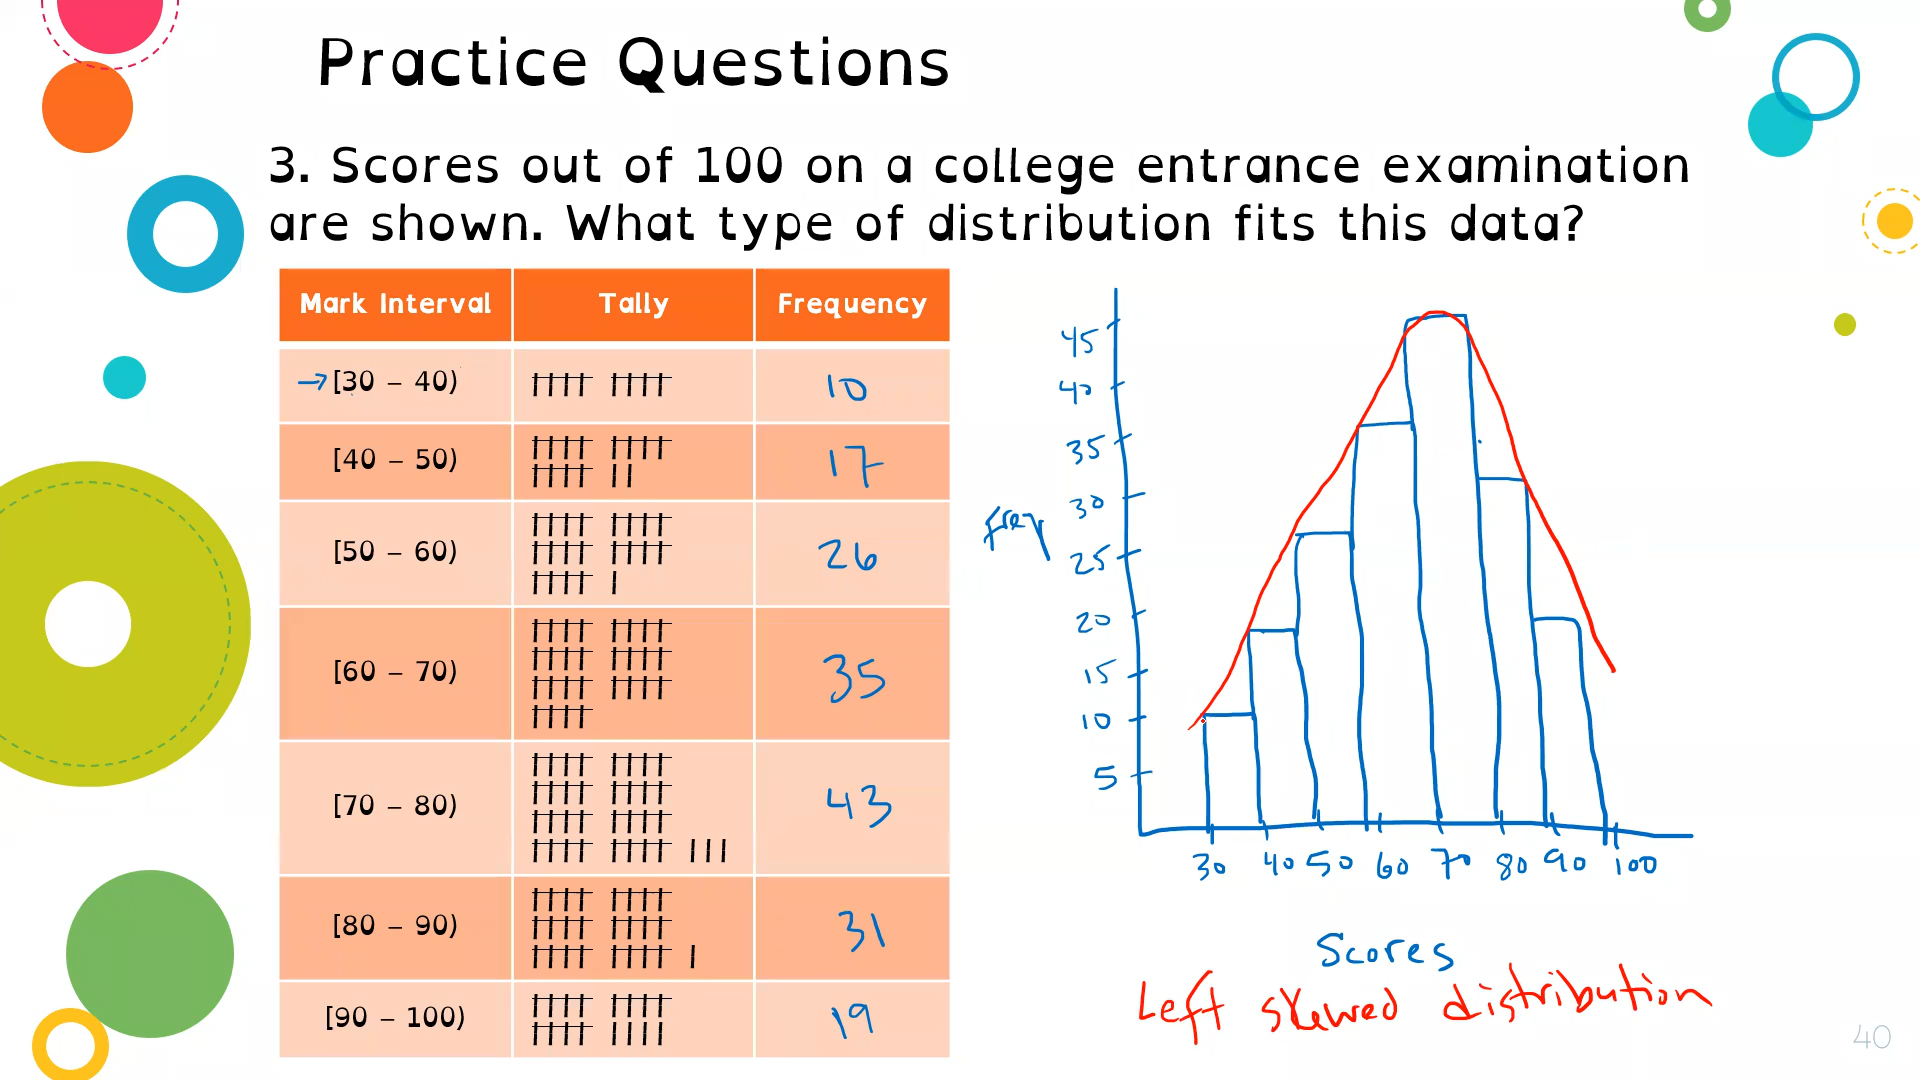 Practice Questions
3. Scores out of 100 on a college entrance examination
are shown. What type of distribution fits this data?
Mark Interval Tally Frequency
→[30 – 40) 10
[40 – 50) 17
[50 – 60) 26
[60 – 70) 35
[70 – 80) 43
[80 – 90) 31
[90 – 100) 19
45
40
35
30
25
20
15
10
5
Freq
30 40 50 60 70 80 90 100
Scores
Left skewed distribution
40